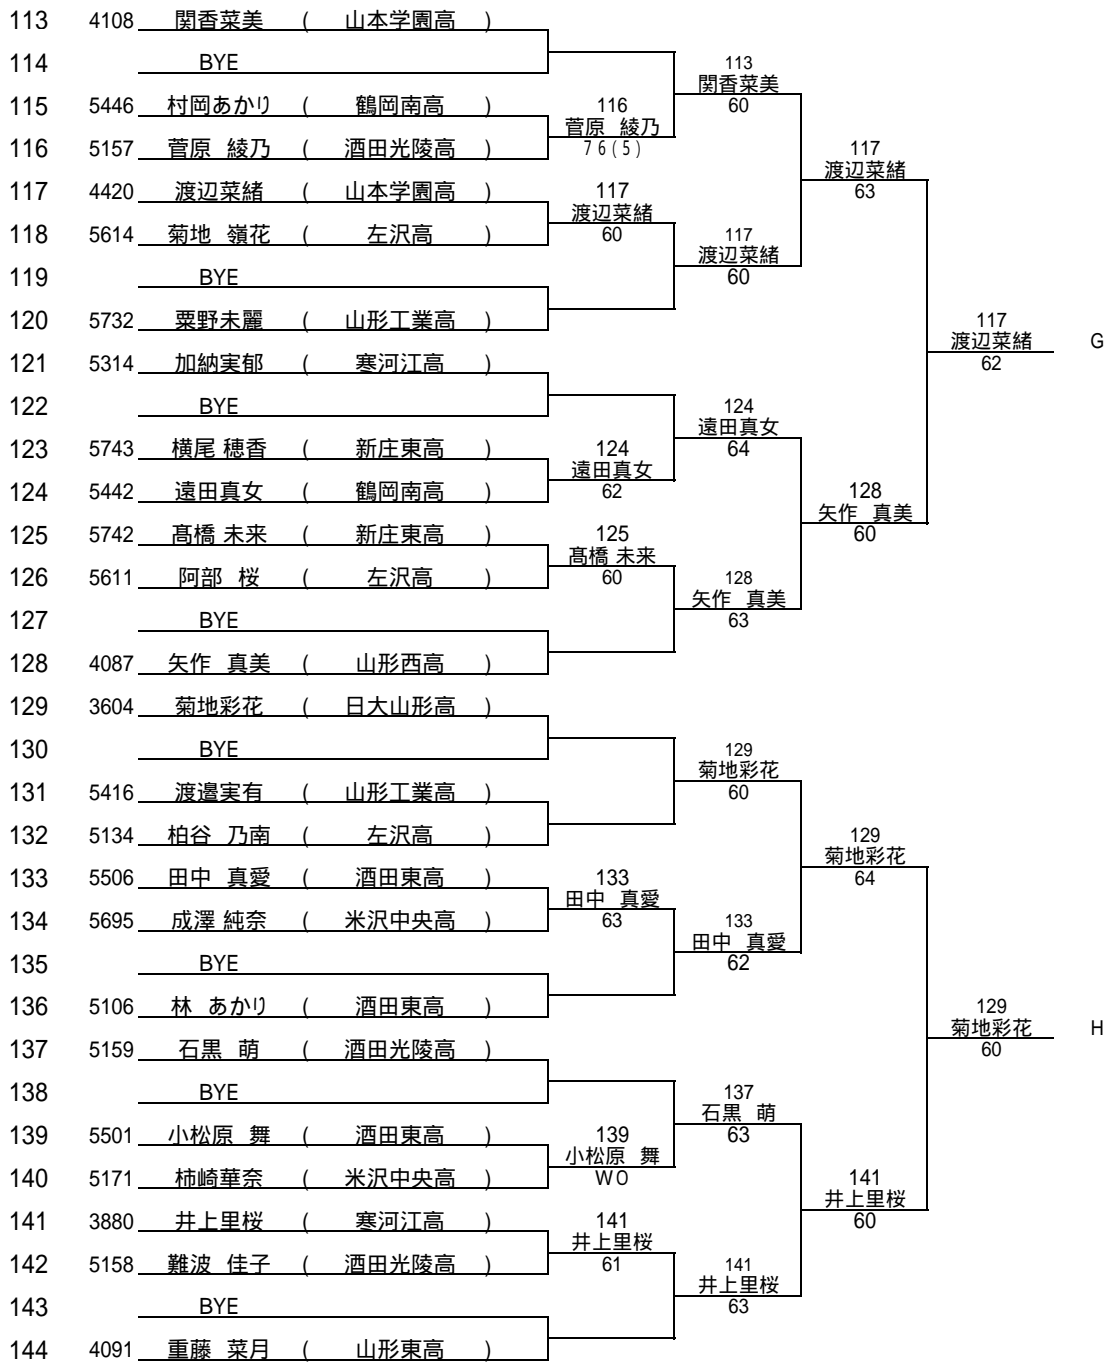 113 4108 関香菜美 ( 山本学園高 )
114 BYE
113
関香菜美
60
115 5446 村岡あかり ( 鶴岡南高 )
116
菅原 綾乃
7 6 ( 5 )
116 5157 菅原 綾乃 ( 酒田光陵高 )
117
渡辺菜緒
63
117 4420 渡辺菜緒 ( 山本学園高 )
117
渡辺菜緒
60
118 5614 菊地 嶺花 ( 左沢高 )
117
渡辺菜緒
60
119 BYE
120 5732 粟野未麗 ( 山形工業高 )
117
渡辺菜緒
62
G
121 5314 加納実郁 ( 寒河江高 )
122 BYE
124
遠田真女
64
123 5743 横尾 穂香 ( 新庄東高 )
124
遠田真女
62
124 5442 遠田真女 ( 鶴岡南高 )
128
矢作 真美
60
125 5742 髙橋 未来 ( 新庄東高 )
125
髙橋 未来
60
126 5611 阿部 桜 ( 左沢高 )
128
矢作 真美
63
127 BYE
128 4087 矢作 真美 ( 山形西高 )
129 3604 菊地彩花 ( 日大山形高 )
130 BYE
129
菊地彩花
60
131 5416 渡邉実有 ( 山形工業高 )
132 5134 柏谷 乃南 ( 左沢高 )
129
菊地彩花
64
133 5506 田中 真愛 ( 酒田東高 )
133
田中 真愛
63
134 5695 成澤 純奈 ( 米沢中央高 )
133
田中 真愛
62
135 BYE
136 5106 林 あかり ( 酒田東高 )
129
菊地彩花
60
H
137 5159 石黒 萌 ( 酒田光陵高 )
138 BYE
137
石黒 萌
63
139 5501 小松原 舞 ( 酒田東高 )
139
小松原 舞
WO
140 5171 柿崎華奈 ( 米沢中央高 )
141
井上里桜
60
141 3880 井上里桜 ( 寒河江高 )
141
井上里桜
61
142 5158 難波 佳子 ( 酒田光陵高 )
141
井上里桜
63
143 BYE
144 4091 重藤 菜月 ( 山形東高 )